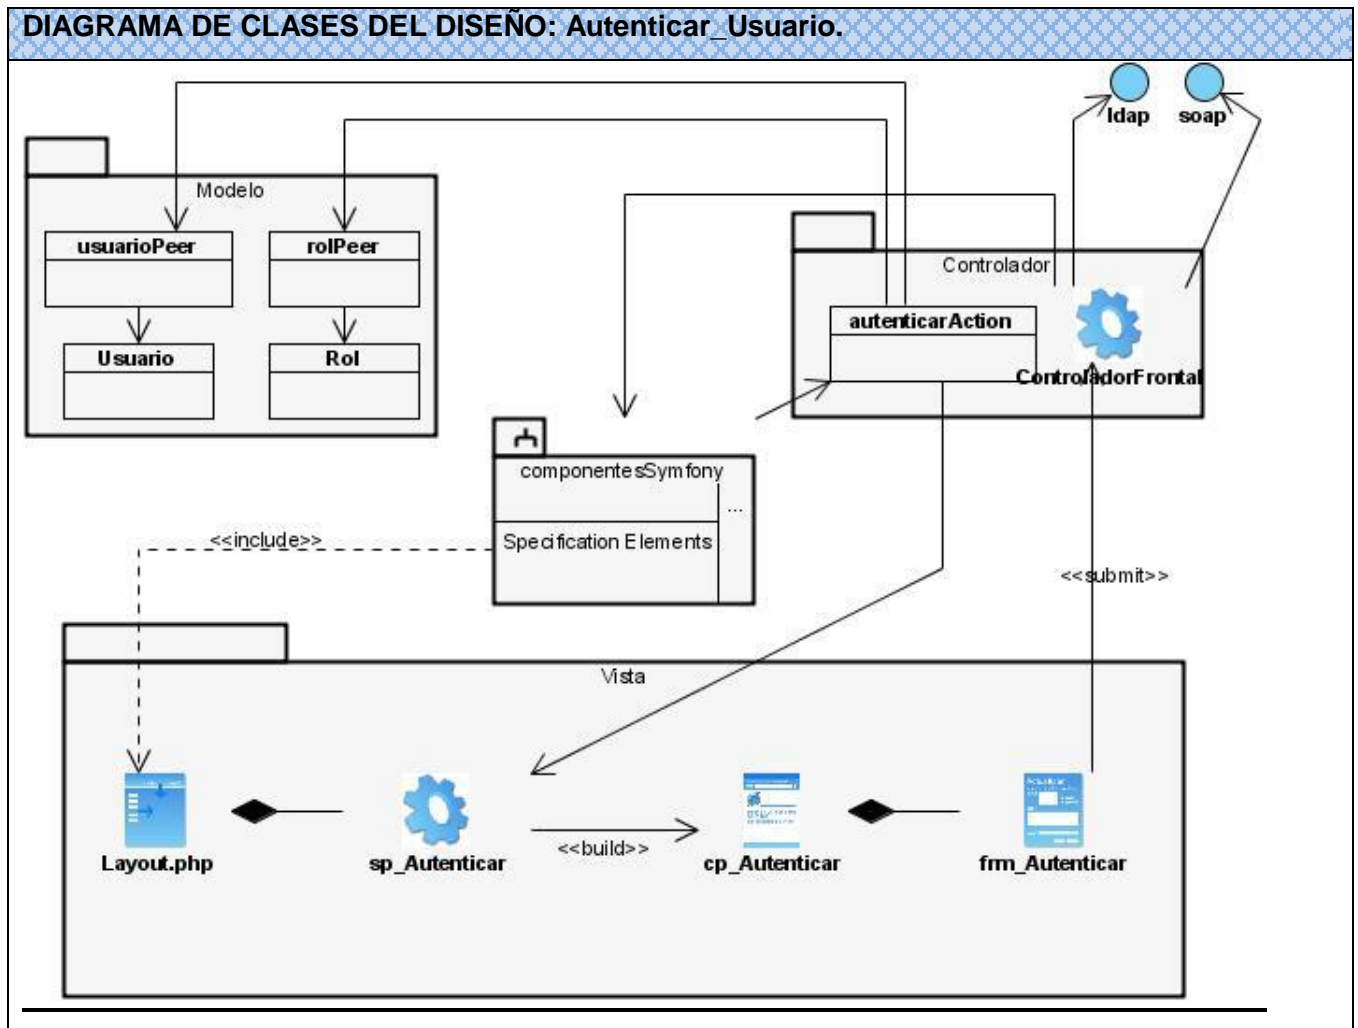 DIAGRAMA DE CLASES DEL DISEÑO: Autenticar_Usuario.
ldap
soap
Modelo
usuarioPeer
rolPeer
Usuario
Rol
Controlador
autenticarAction
ControladorFrontal
componentesSymfony
...
Specification Elements
<<include>>
<<submit>>
Vista
Layout.php
sp_Autenticar
<<build>>
cp_Autenticar
frm_Autenticar